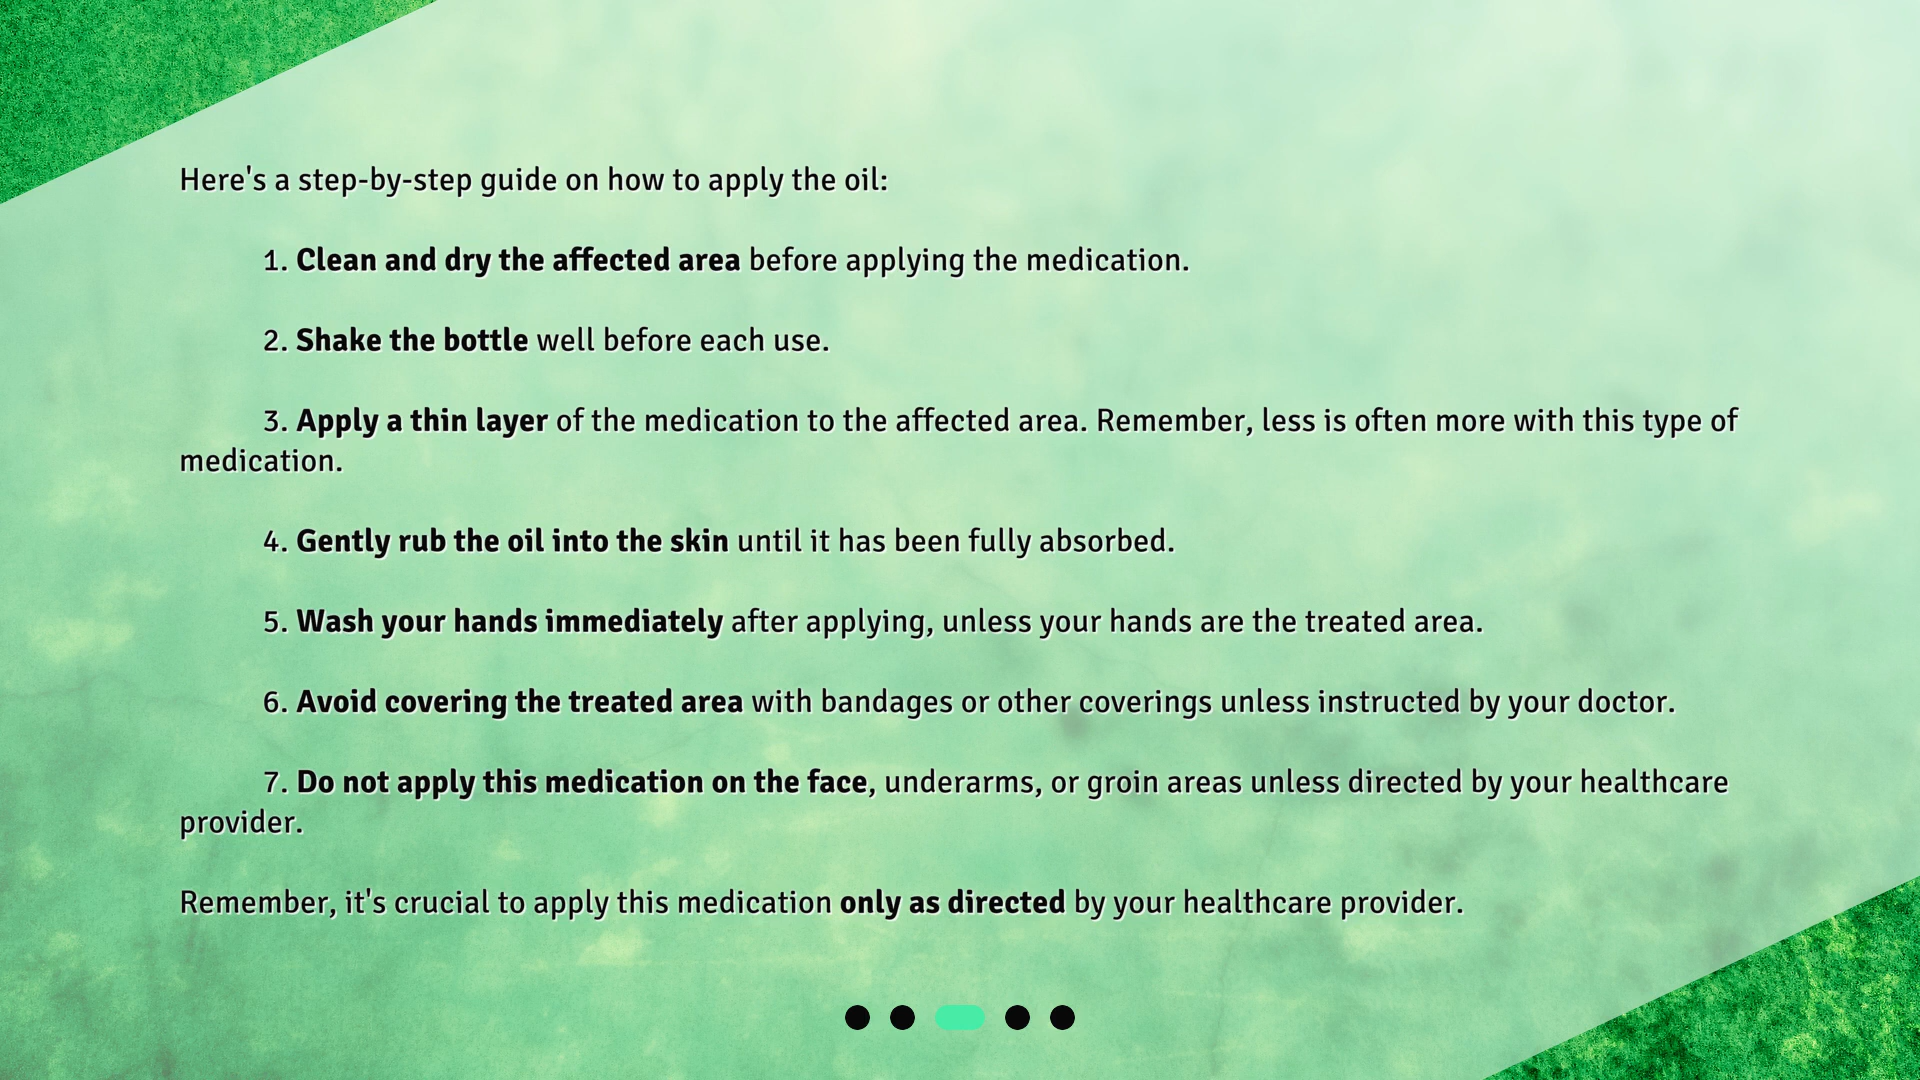 Here's a step-by-step guide on how to apply the oil:
1. Clean and dry the affected area before applying the medication.
2. Shake the bottle well before each use.
3. Apply a thin layer of the medication to the affected area. Remember, less is often more with this type of
medication.
4. Gently rub the oil into the skin until it has been fully absorbed.
5. Wash your hands immediately after applying, unless your hands are the treated area.
6. Avoid covering the treated area with bandages or other coverings unless instructed by your doctor.
7. Do not apply this medication on the face, underarms, or groin areas unless directed by your healthcare
provider.
Remember, it's crucial to apply this medication only as directed by your healthcare provider.